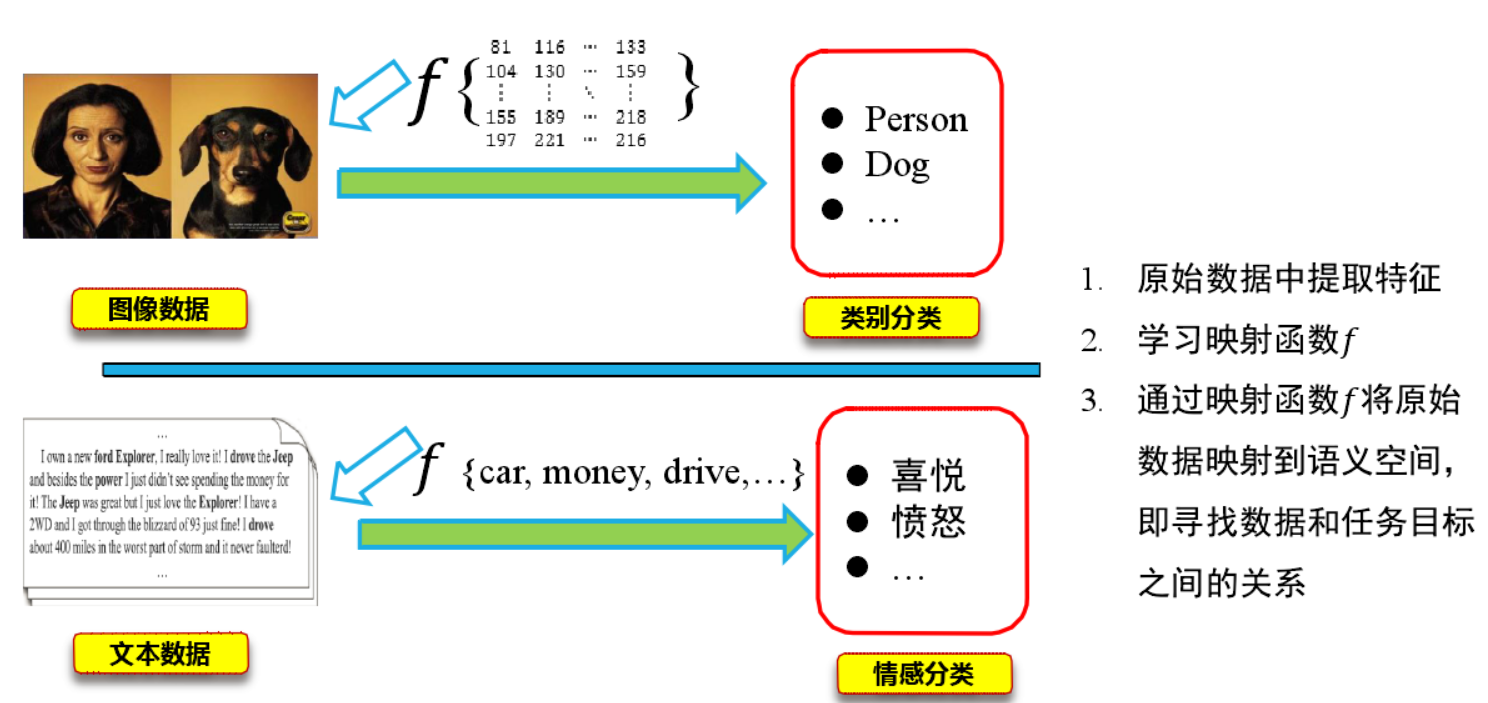 f { 81 116 … 133
104 130 … 159
⋮ ⋮ ⋱ ⋮
155 189 … 218
197 221 … 216 }
● Person
● Dog
● …
Cesar
图像数据
类别分类
…
I own a new ford Explorer, I really love it! I drove the Jeep
and besides the power I just didn't see spending the money for
it! The Jeep was great but I just love the Explorer! I have a
2WD and I got through the blizzard of 93 just fine! I drove
about 400 miles in the worst part of storm and it never faulterd!
…
f {car, money, drive,…}
● 喜悦
● 愤怒
● …
文本数据
情感分类
1. 原始数据中提取特征
2. 学习映射函数f
3. 通过映射函数f将原始
数据映射到语义空间，
即寻找数据和任务目标
之间的关系